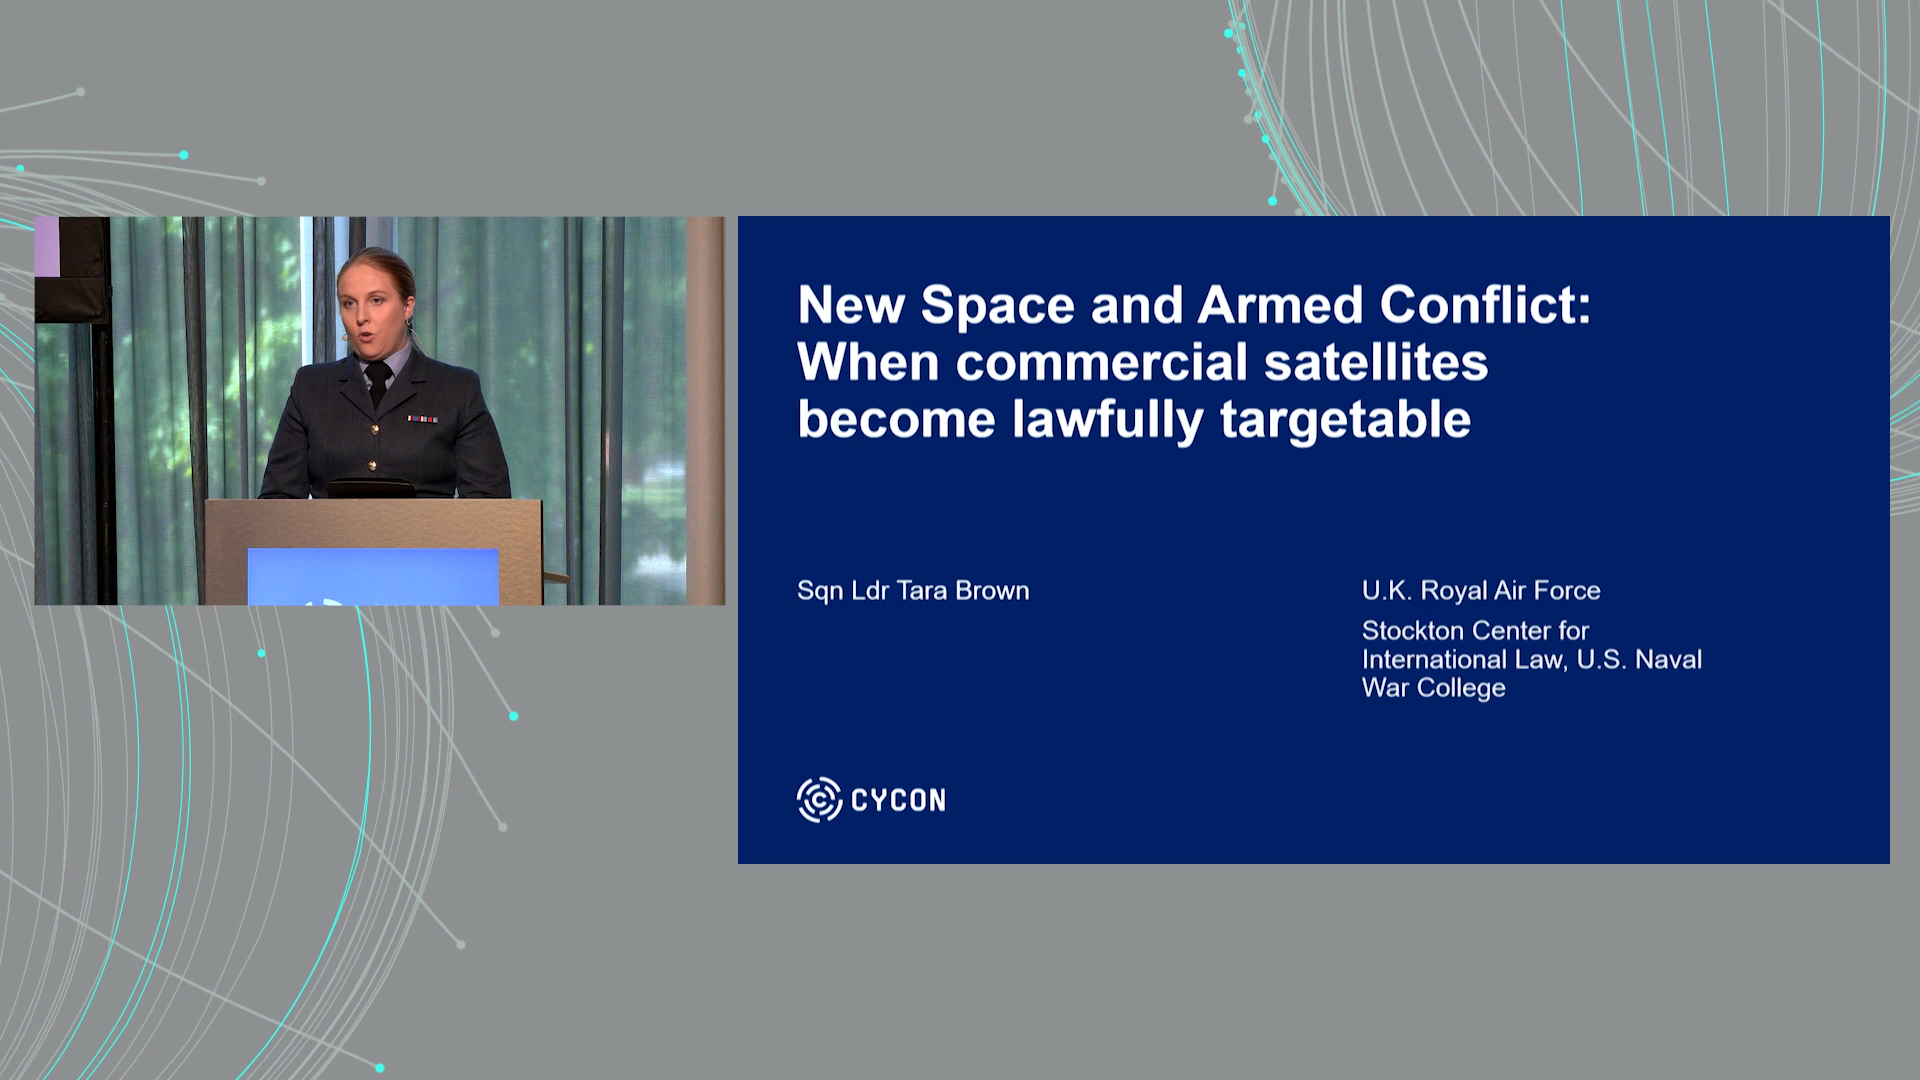 New Space and Armed Conflict:
When commercial satellites
become lawfully targetable
Sqn Ldr Tara Brown
U.K. Royal Air Force
Stockton Center for
International Law, U.S. Naval
War College
CYCON